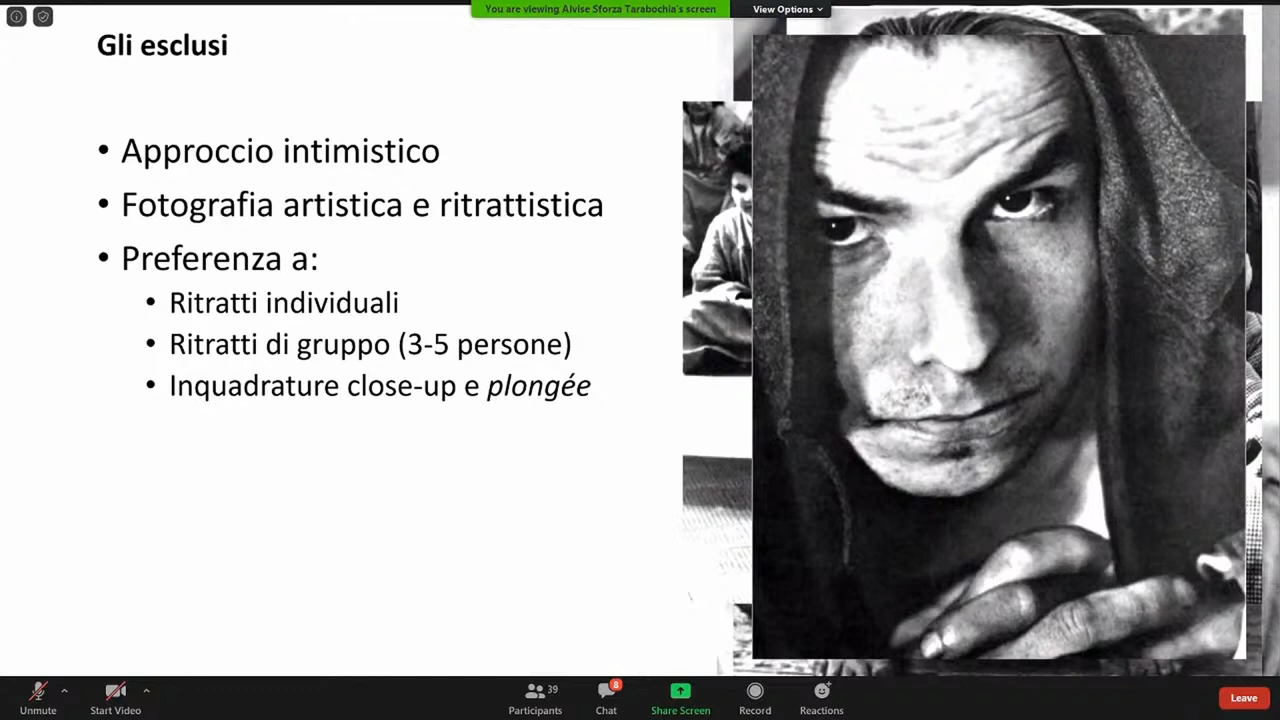 You are viewing Alvise Sforza Tarabochia's screen
View Options
Gli esclusi
• Approccio intimistico
• Fotografia artistica e ritrattistica
• Preferenza a:
• Ritratti individuali
• Ritratti di gruppo (3-5 persone)
• Inquadrature close-up e plongée
Unmute
Start Video
39
Participants
8
Chat
Share Screen
Record
Reactions
Leave